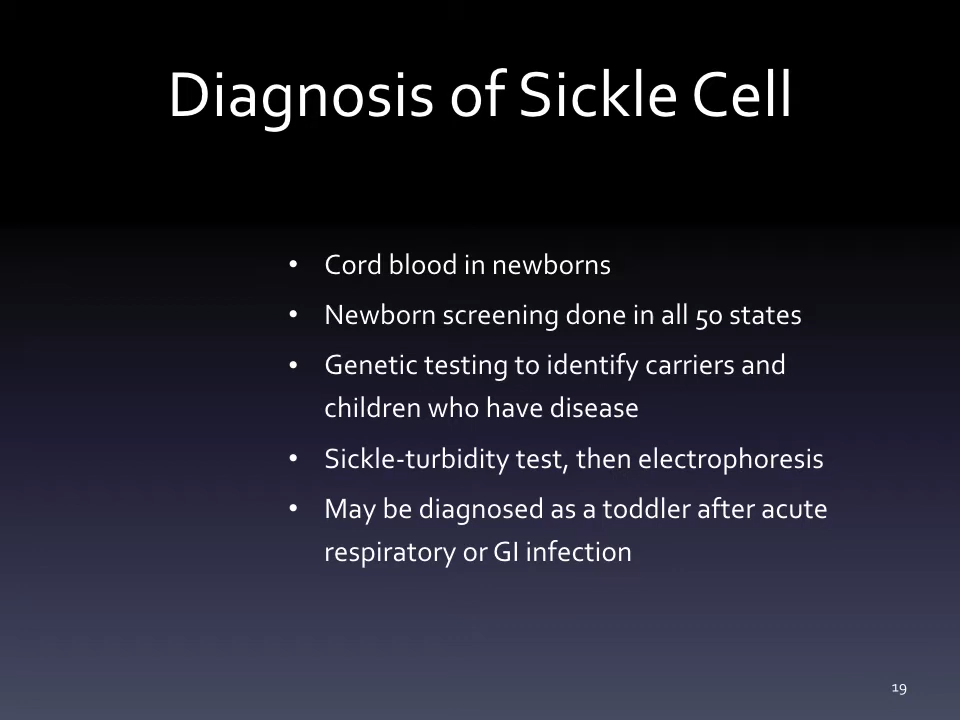 Diagnosis of Sickle Cell
• Cord blood in newborns
• Newborn screening done in all 50 states
• Genetic testing to identify carriers and
children who have disease
• Sickle-turbidity test, then electrophoresis
• May be diagnosed as a toddler after acute
respiratory or GI infection
19